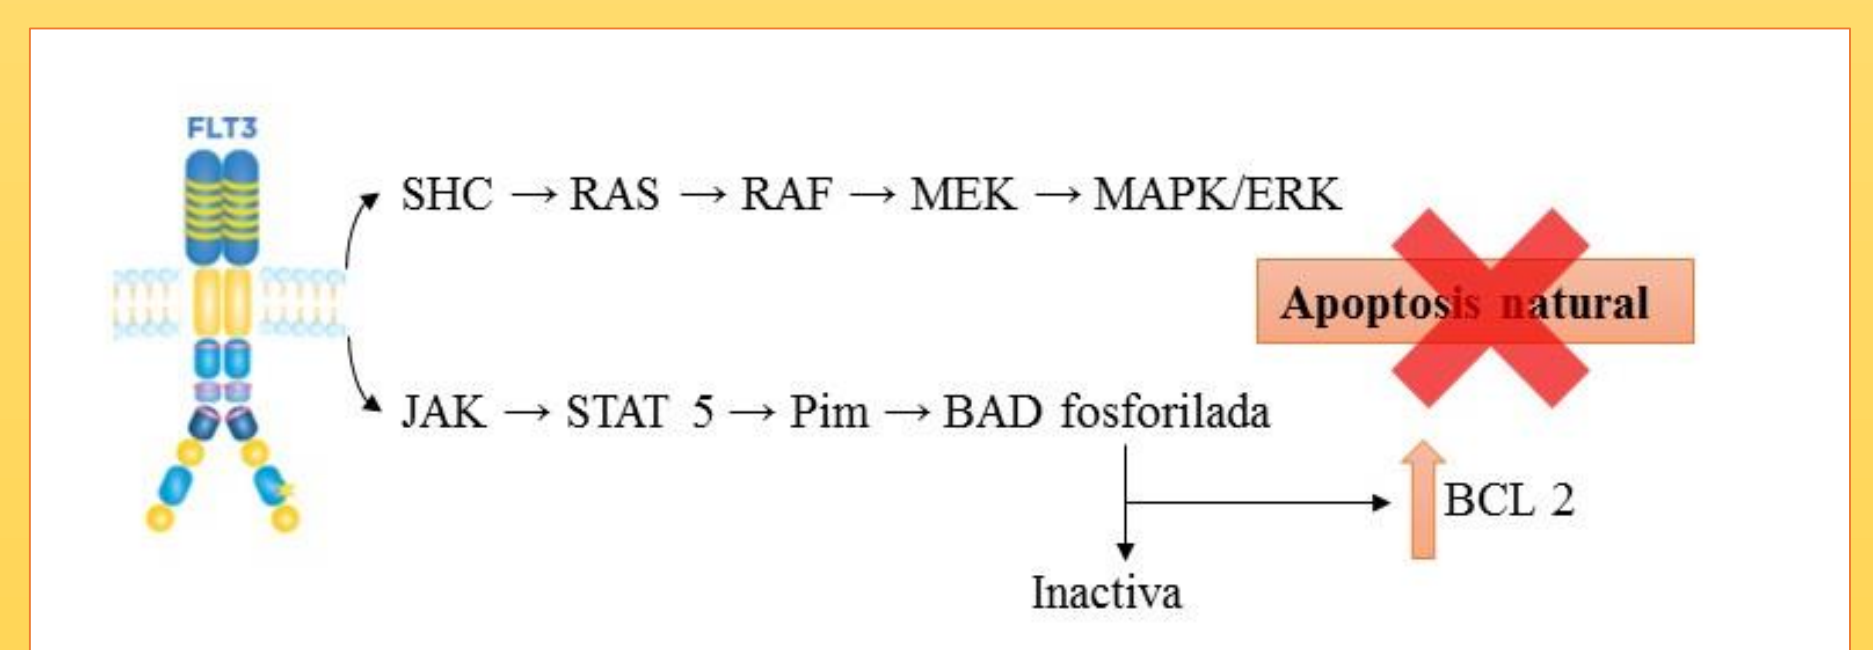 FLT3
SHC → RAS → RAF → MEK → MAPK/ERK
Apoptosis natural
JAK → STAT 5 → Pim → BAD fosforilada
BCL 2
Inactiva